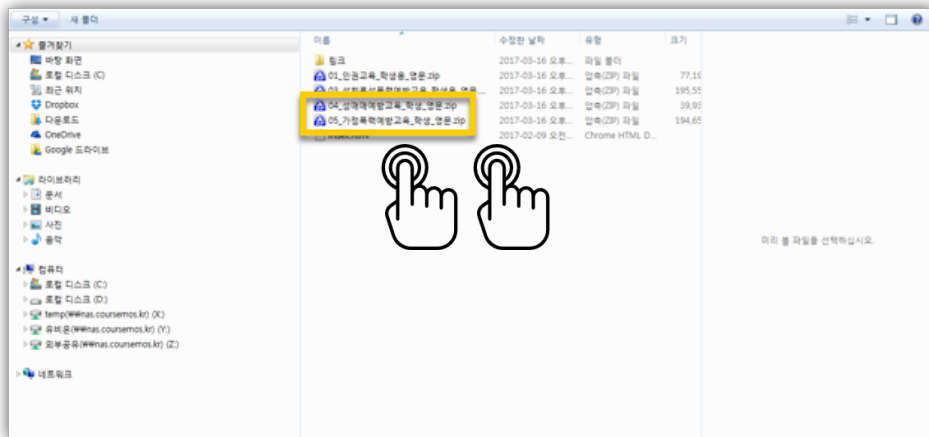 구성 새 폴더
이름 수정한 날짜 유형 크기
즐겨찾기
바탕 화면
로컬 디스크 (C)
최근 위치
Dropbox
다운로드
OneDrive
Google 드라이브
라이브러리
문서
비디오
사진
음악
컴퓨터
로컬 디스크 (C:)
로컬 디스크 (D:)
temp(₩₩nas.coursemos.kr) (X:)
유비온(₩₩nas.coursemos.kr) (Y:)
외부공유(₩₩nas.coursemos.kr) (Z:)
네트워크
링크 2017-03-16 오후... 파일 폴더
01_인권교육_학생용_영문.zip 2017-03-16 오후... 압축(ZIP) 파일 77,19
2017-03-16 오후... 압축(ZIP) 파일 195,55
04_성매매예방교육_학생_영문.zip 2017-03-16 오후... 압축(ZIP) 파일 39,93
05_가정폭력예방교육_학생_영문.zip 2017-03-16 오후... 압축(ZIP) 파일 194,65
2017-02-09 오전... Chrome HTML D...
미리 볼 파일을 선택하십시오.